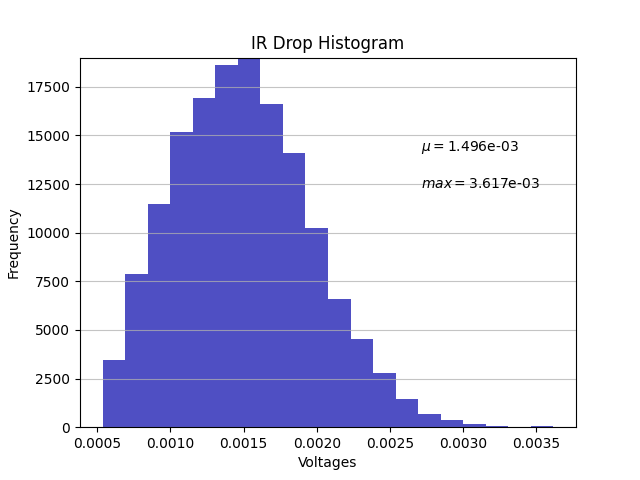 IR Drop Histogram
17500
15000
12500
10000
7500
5000
2500
0
Frequency
μ = 1.496e-03
max = 3.617e-03
0.0005 0.0010 0.0015 0.0020 0.0025 0.0030 0.0035
Voltages